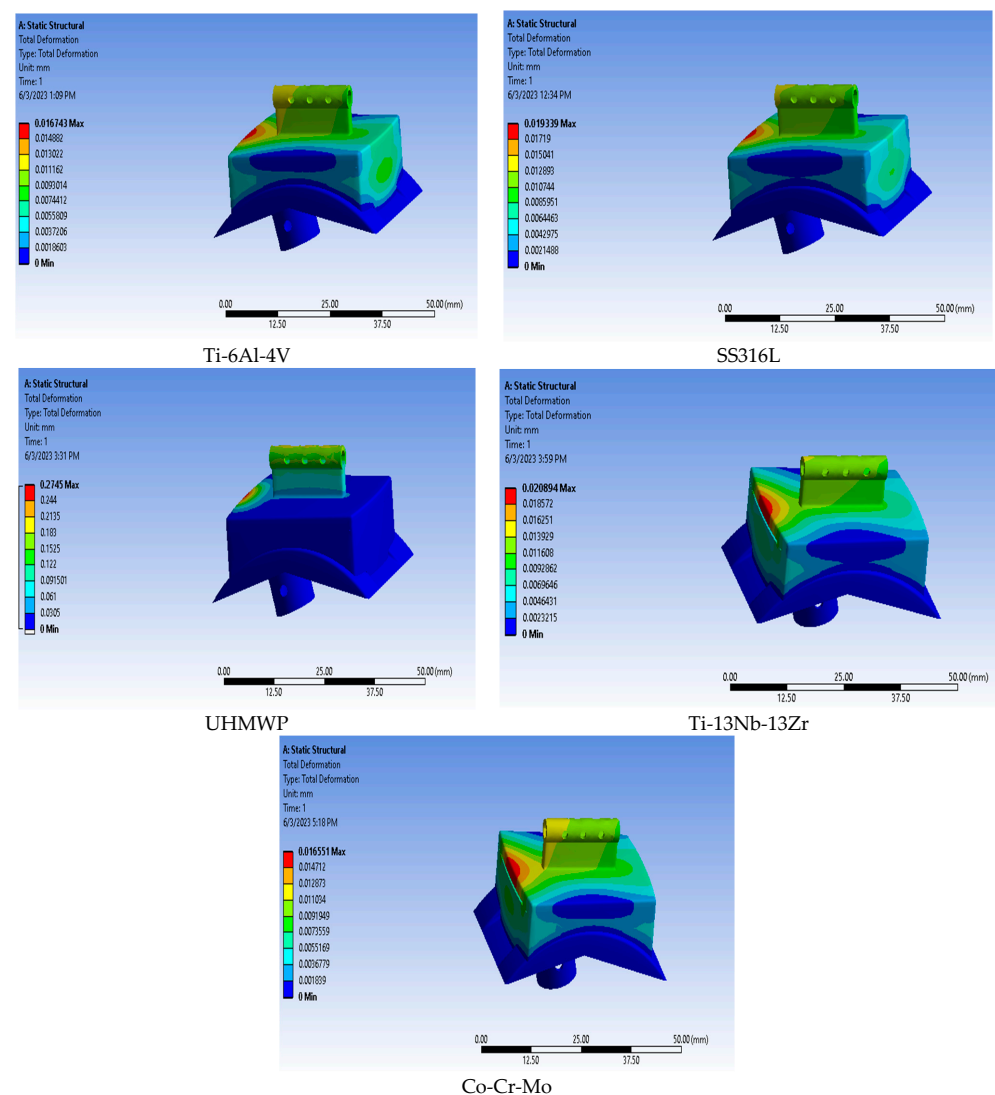 A: Static Structural
Total Deformation
Type: Total Deformation
Unit: mm
Time: 1
6/3/2023 1:09 PM
0.016743 Max
0.014882
0.013022
0.011162
0.0093014
0.0074412
0.0055809
0.0037206
0.0018603
0 Min
0.00 25.00 50.00 (mm)
12.50 37.50
Ti-6Al-4V
A: Static Structural
Total Deformation
Type: Total Deformation
Unit: mm
Time: 1
6/3/2023 12:34 PM
0.019339 Max
0.01719
0.015041
0.012893
0.010744
0.0085951
0.0064463
0.0042975
0.0021488
0 Min
0.00 25.00 50.00 (mm)
12.50 37.50
SS316L
A: Static Structural
Total Deformation
Type: Total Deformation
Unit: mm
Time: 1
6/3/2023 3:31 PM
0.2745 Max
0.244
0.2135
0.183
0.1525
0.122
0.091501
0.061
0.0305
0 Min
0.00 25.00 50.00 (mm)
12.50 37.50
UHMWP
A: Static Structural
Total Deformation
Type: Total Deformation
Unit: mm
Time: 1
6/3/2023 3:59 PM
0.020894 Max
0.018572
0.016251
0.013929
0.011608
0.0092862
0.0069646
0.0046431
0.0023215
0 Min
0.00 25.00 50.00 (mm)
12.50 37.50
Ti-13Nb-13Zr
A: Static Structural
Total Deformation
Type: Total Deformation
Unit: mm
Time: 1
6/3/2023 5:18 PM
0.016551 Max
0.014712
0.012873
0.011034
0.0091949
0.0073559
0.0055169
0.0036779
0.001839
0 Min
0.00 25.00 50.00 (mm)
12.50 37.50
Co-Cr-Mo